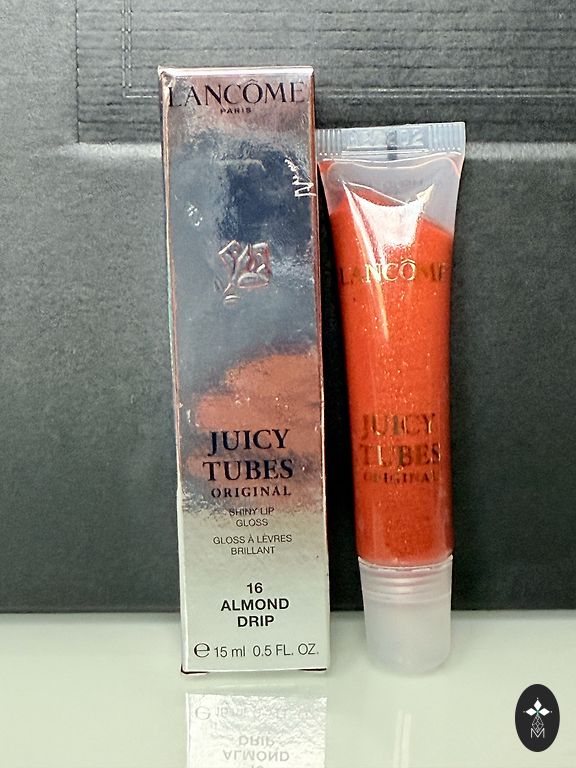 LANCÔME
PARIS
JUICY
TUBES
ORIGINAL
SHINY LIP
GLOSS
GLOSS À LÈVRES
BRILLANT
16
ALMOND
DRIP
℮ 15 ml 0.5 FL. OZ.
LANCÔME
JUICY
TUBES
ORIGINAL